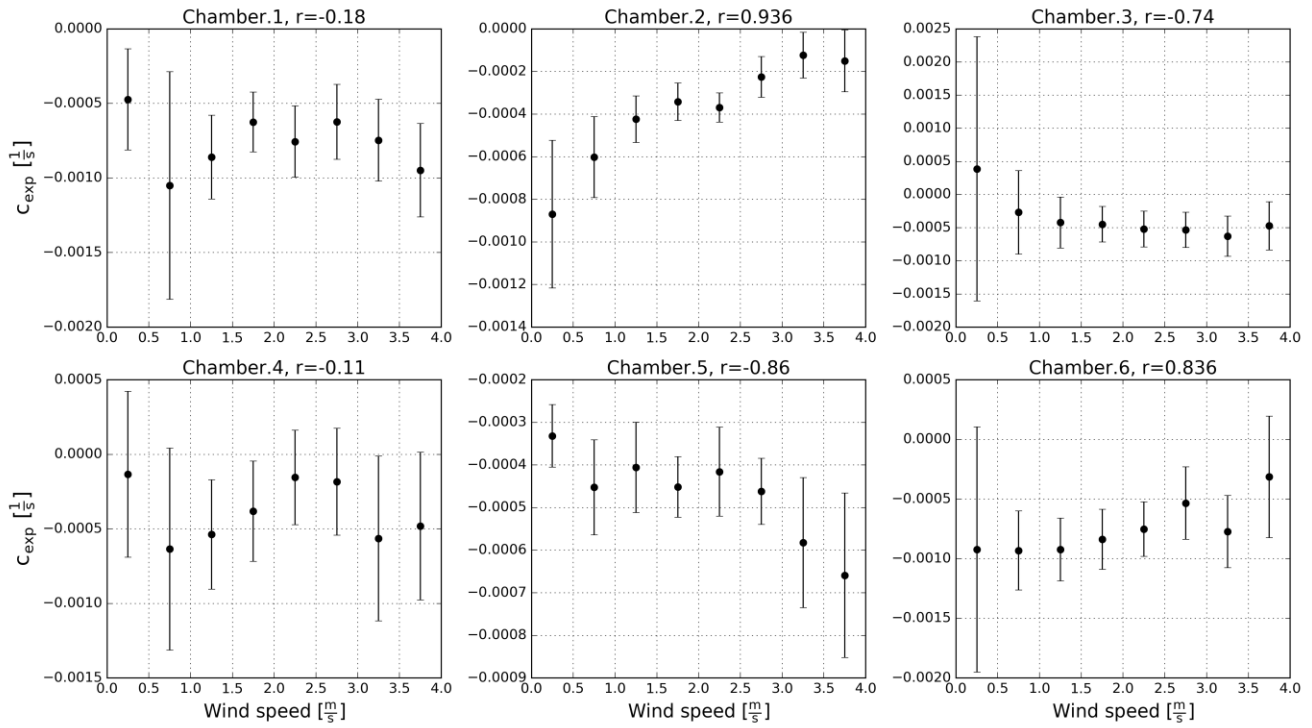 Chamber.1, r=-0.18
Chamber.2, r=0.936
Chamber.3, r=-0.74
0.0000
−0.0005
−0.0010
−0.0015
−0.0020
c_exp [1/s]
0.0 0.5 1.0 1.5 2.0 2.5 3.0 3.5 4.0
0.0000
−0.0002
−0.0004
−0.0006
−0.0008
−0.0010
−0.0012
−0.0014
0.0 0.5 1.0 1.5 2.0 2.5 3.0 3.5 4.0
0.0025
0.0020
0.0015
0.0010
0.0005
0.0000
−0.0005
−0.0010
−0.0015
−0.0020
0.0 0.5 1.0 1.5 2.0 2.5 3.0 3.5 4.0
Chamber.4, r=-0.11
Chamber.5, r=-0.86
Chamber.6, r=0.836
0.0005
0.0000
−0.0005
−0.0010
−0.0015
c_exp [1/s]
0.0 0.5 1.0 1.5 2.0 2.5 3.0 3.5 4.0
Wind speed [m/s]
−0.0002
−0.0003
−0.0004
−0.0005
−0.0006
−0.0007
−0.0008
−0.0009
0.0 0.5 1.0 1.5 2.0 2.5 3.0 3.5 4.0
Wind speed [m/s]
0.0005
0.0000
−0.0005
−0.0010
−0.0015
−0.0020
0.0 0.5 1.0 1.5 2.0 2.5 3.0 3.5 4.0
Wind speed [m/s]